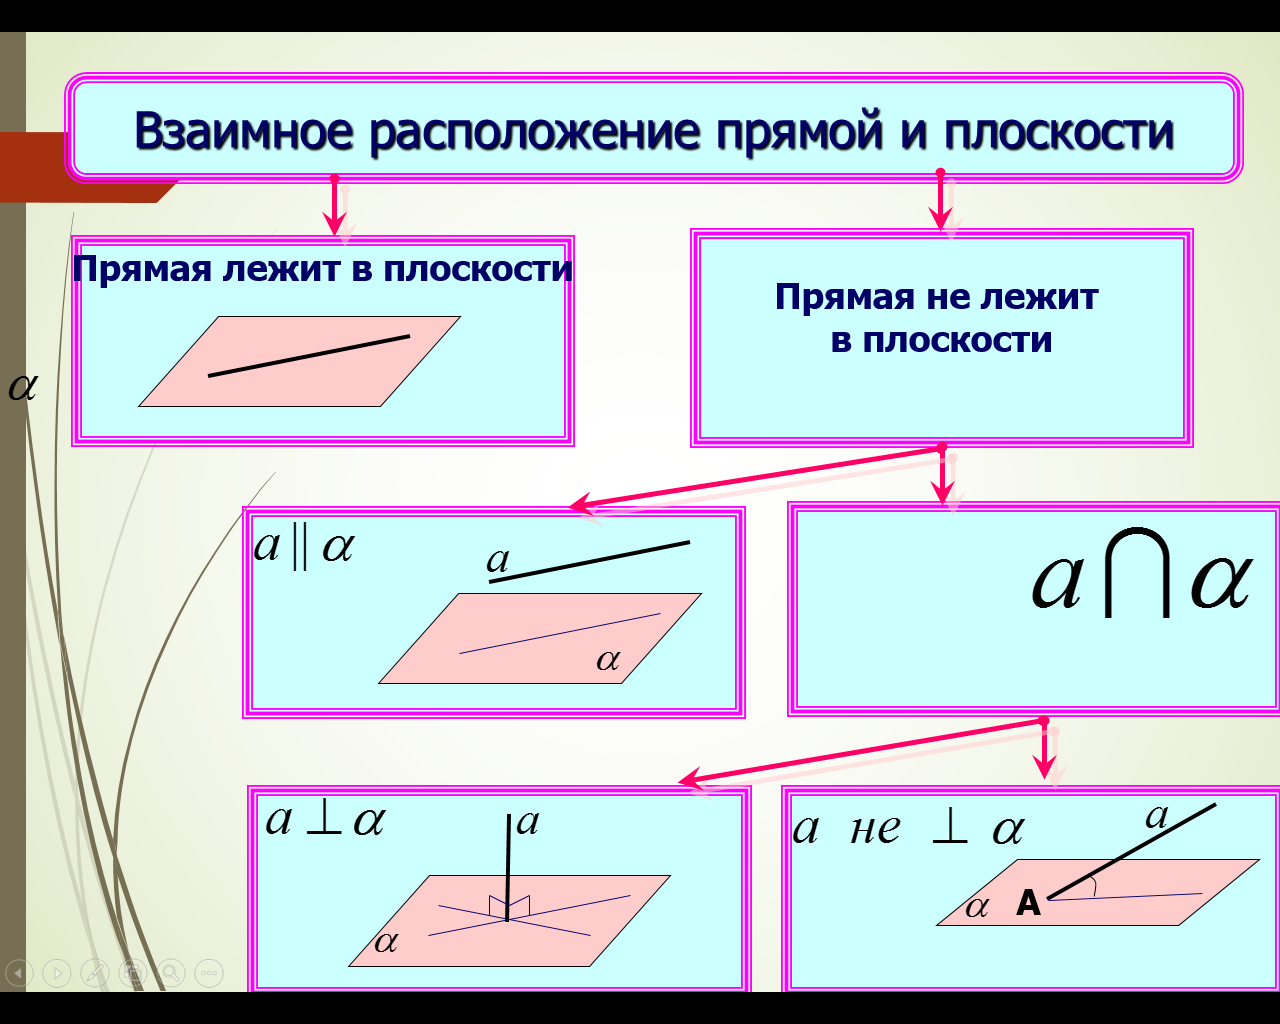 Взаимное расположение прямой и плоскости
Прямая лежит в плоскости
α
Прямая не лежит
в плоскости
a || α
a
α
a ⋂ α
a ⊥ α
a
α
a не ⊥ α
a
α A